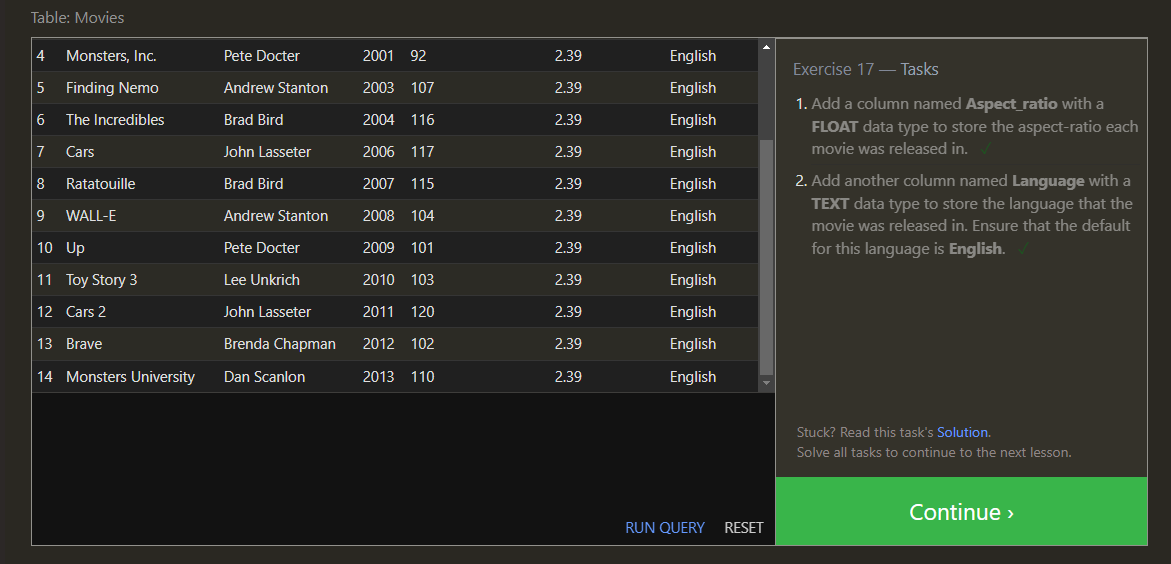 Table: Movies
4 Monsters, Inc. Pete Docter 2001 92 2.39 English
5 Finding Nemo Andrew Stanton 2003 107 2.39 English
6 The Incredibles Brad Bird 2004 116 2.39 English
7 Cars John Lasseter 2006 117 2.39 English
8 Ratatouille Brad Bird 2007 115 2.39 English
9 WALL-E Andrew Stanton 2008 104 2.39 English
10 Up Pete Docter 2009 101 2.39 English
11 Toy Story 3 Lee Unkrich 2010 103 2.39 English
12 Cars 2 John Lasseter 2011 120 2.39 English
13 Brave Brenda Chapman 2012 102 2.39 English
14 Monsters University Dan Scanlon 2013 110 2.39 English
RUN QUERY RESET
Exercise 17 — Tasks
1. Add a column named Aspect_ratio with a
FLOAT data type to store the aspect-ratio each
movie was released in. ✓
2. Add another column named Language with a
TEXT data type to store the language that the
movie was released in. Ensure that the default
for this language is English. ✓
Stuck? Read this task's Solution.
Solve all tasks to continue to the next lesson.
Continue ›